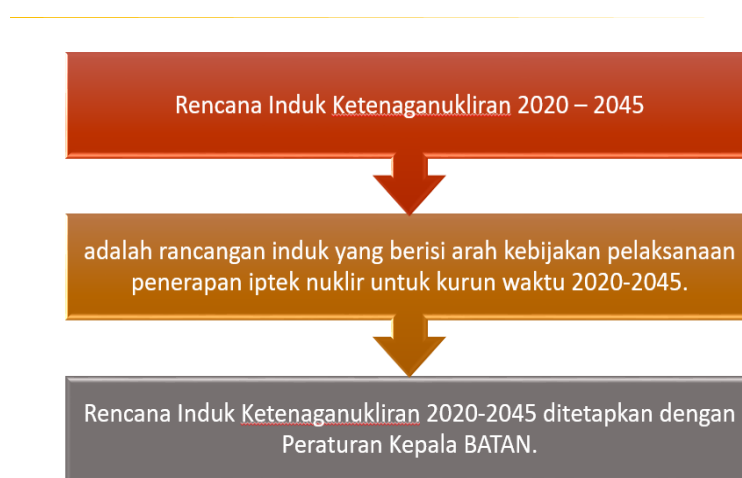 Rencana Induk Ketenaganukliran 2020 – 2045
adalah rancangan induk yang berisi arah kebijakan pelaksanaan
penerapan iptek nuklir untuk kurun waktu 2020-2045.
Rencana Induk Ketenaganukliran 2020-2045 ditetapkan dengan
Peraturan Kepala BATAN.